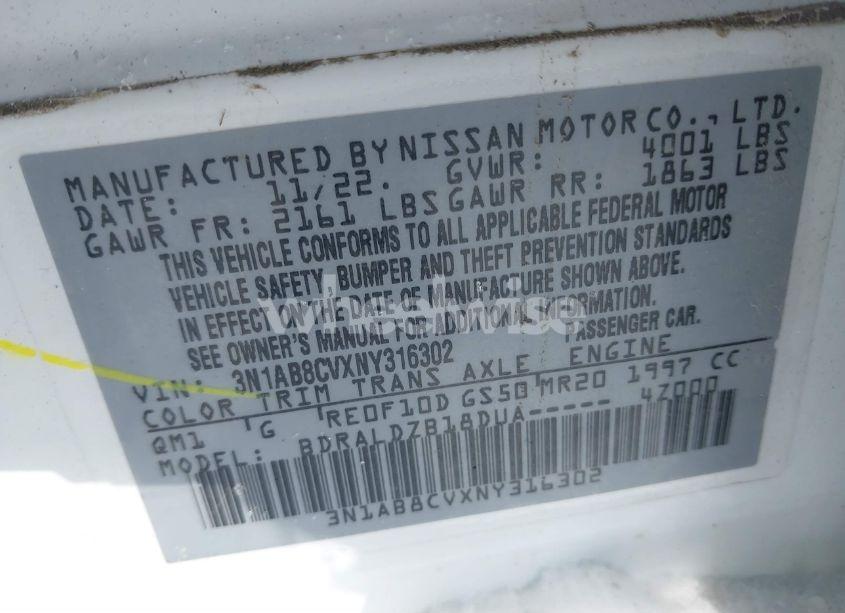 MANUFACTURED BY NISSAN MOTOR CO., LTD.
DATE: 11/22. GVWR: 4001 LBS
GAWR FR: 2161 LBS GAWR RR: 1863 LBS
THIS VEHICLE CONFORMS TO ALL APPLICABLE FEDERAL MOTOR
VEHICLE SAFETY, BUMPER AND THEFT PREVENTION STANDARDS
IN EFFECT ON THE DATE OF MANUFACTURE SHOWN ABOVE.
SEE OWNER'S MANUAL FOR ADDITIONAL INFORMATION.
VIN: 3N1AB8CVXNY316302 PASSENGER CAR.
COLOR TRIM TRANS AXLE ENGINE
QM1 G RE0F10D GS50 MR20 1997 CC
MODEL: BDRALDZB18DUA----- 4Z000
3N1AB8CVXNY316302
wheelwise